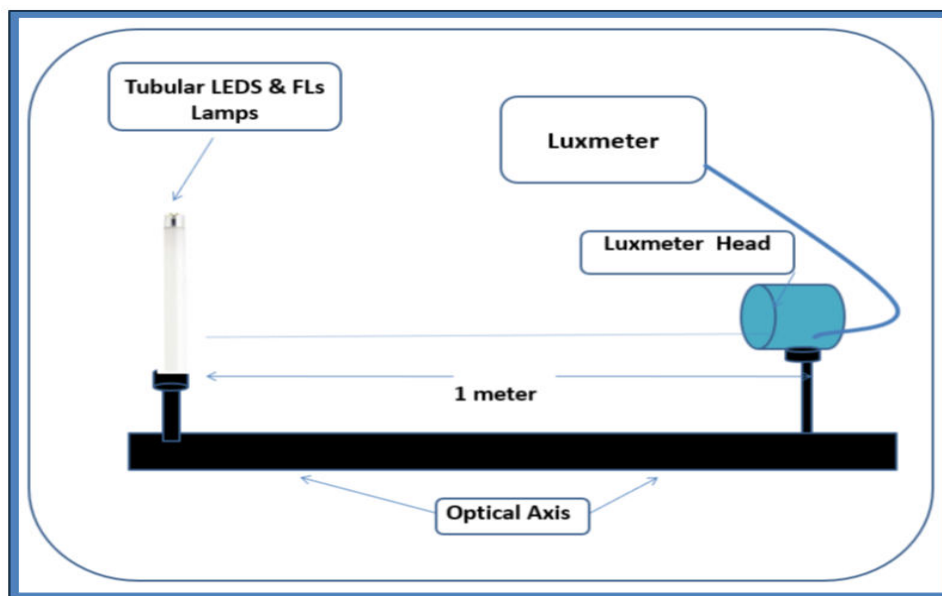 Tubular LEDS & FLs
Lamps
Luxmeter
Luxmeter Head
1 meter
Optical Axis